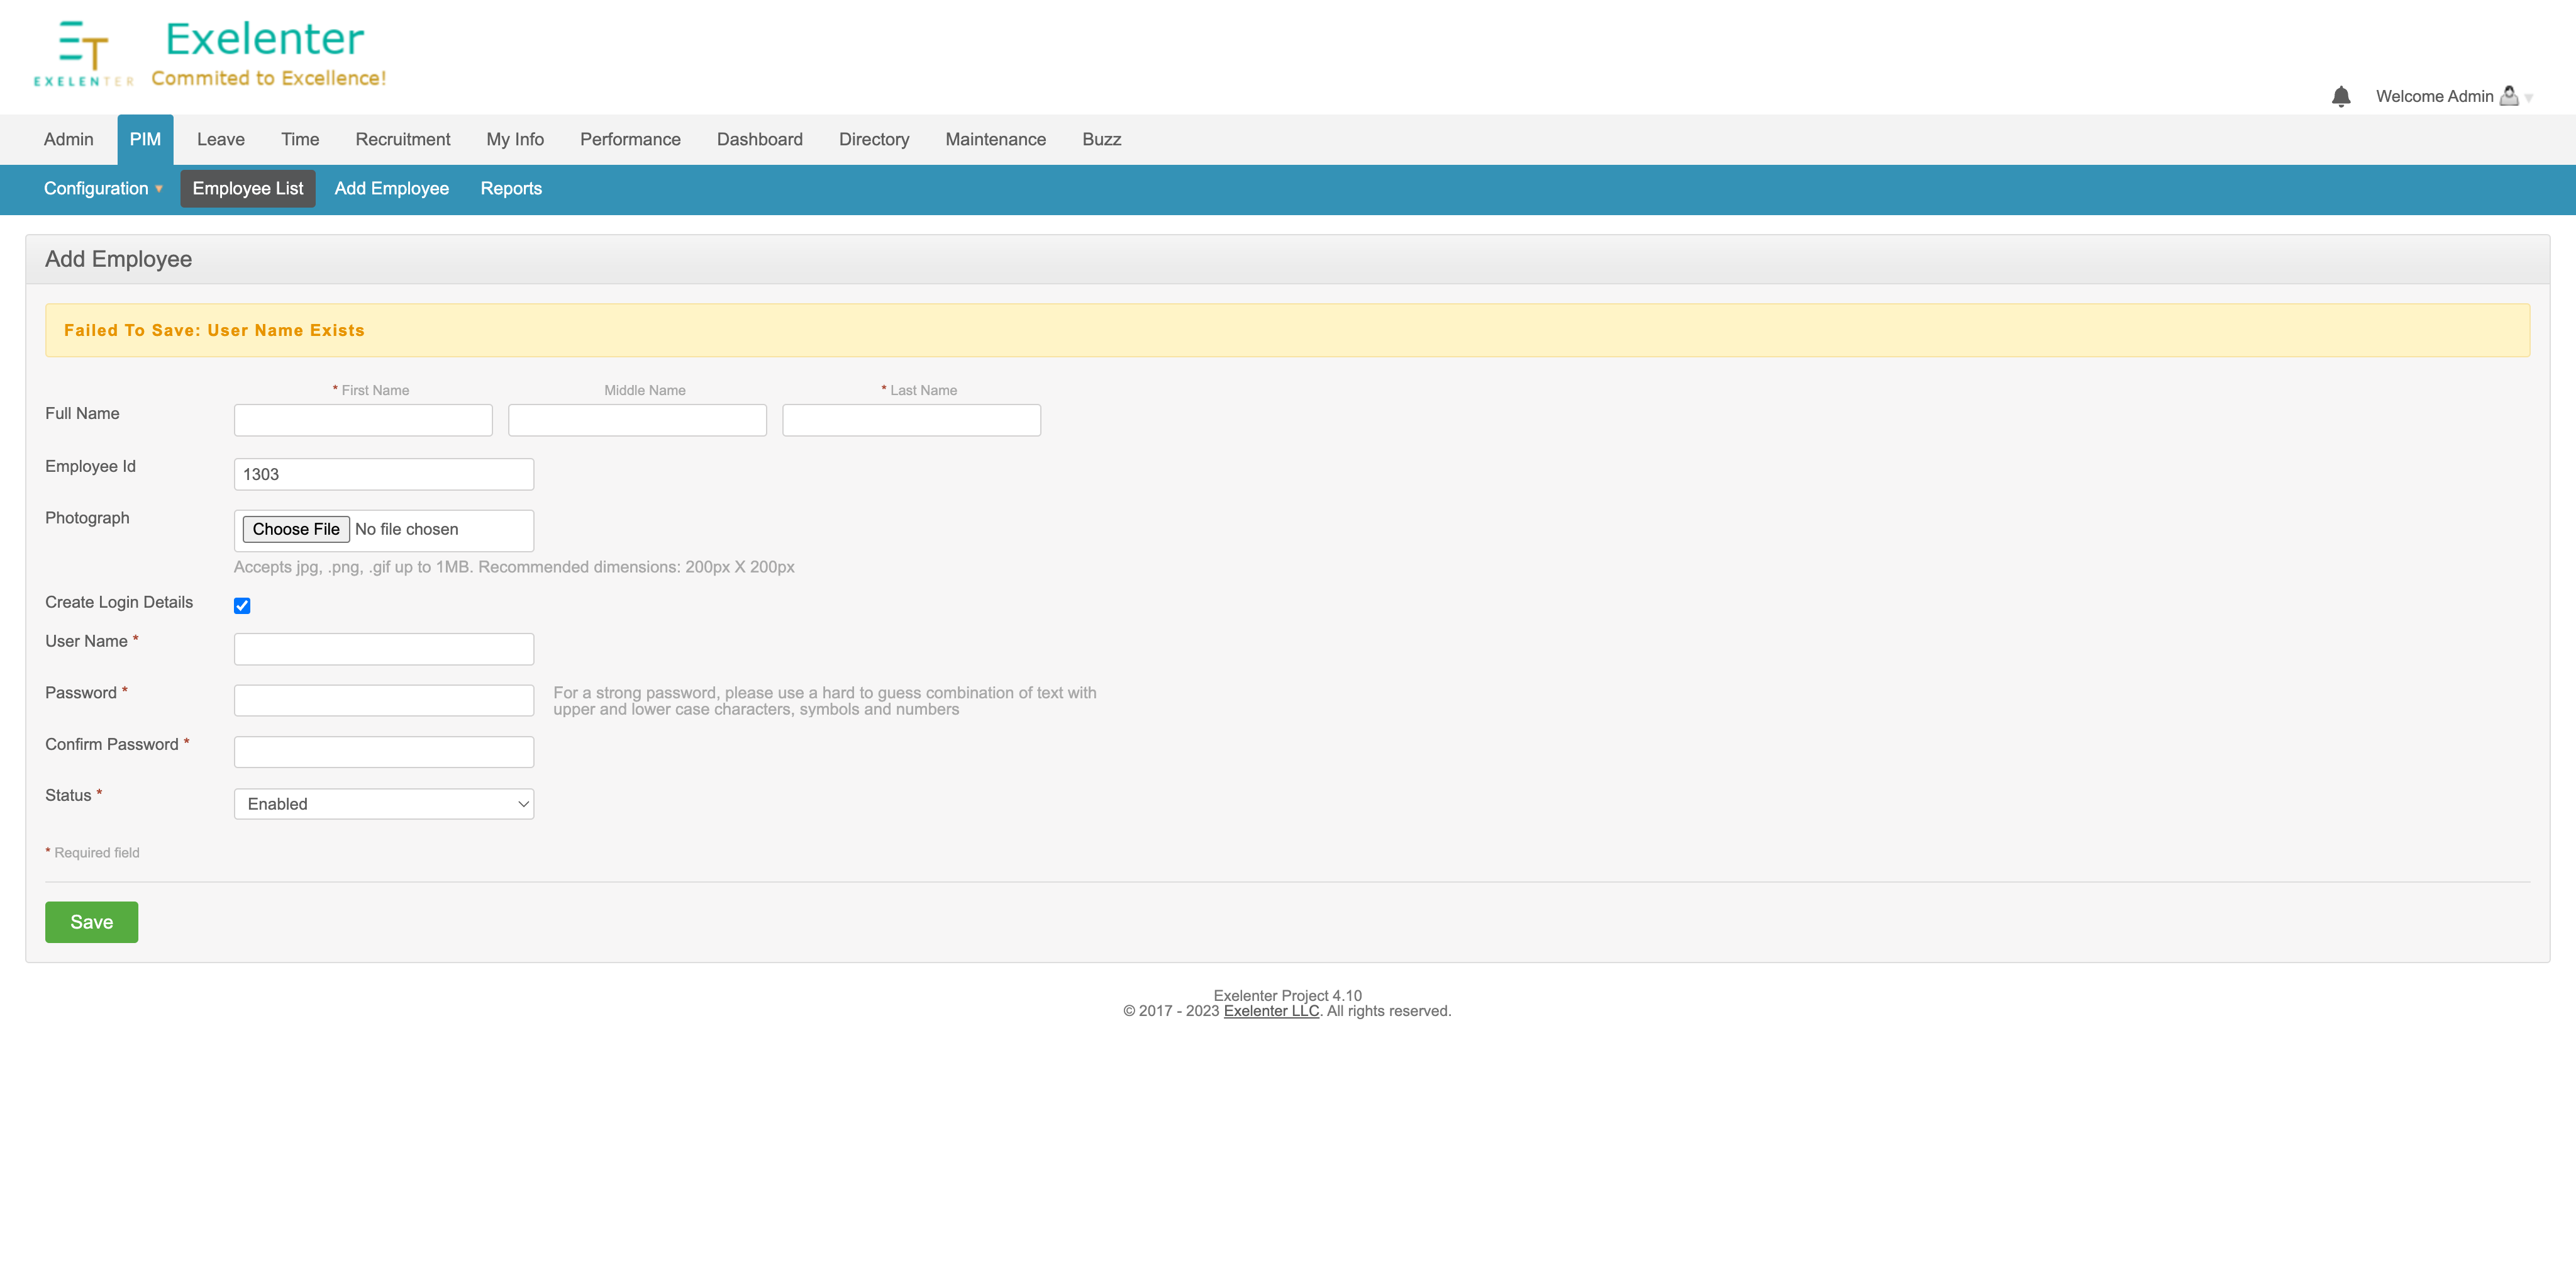 ET
EXELENTER
Exelenter
Commited to Excellence!
Welcome Admin
Admin PIM Leave Time Recruitment My Info Performance Dashboard Directory Maintenance Buzz
Configuration Employee List Add Employee Reports
Add Employee
Failed To Save: User Name Exists
* First Name Middle Name * Last Name
Full Name
Employee Id 1303
Photograph Choose File No file chosen
Accepts jpg, .png, .gif up to 1MB. Recommended dimensions: 200px X 200px
Create Login Details
User Name *
Password * For a strong password, please use a hard to guess combination of text with
upper and lower case characters, symbols and numbers
Confirm Password *
Status * Enabled
* Required field
Save
Exelenter Project 4.10
© 2017 - 2023 Exelenter LLC. All rights reserved.